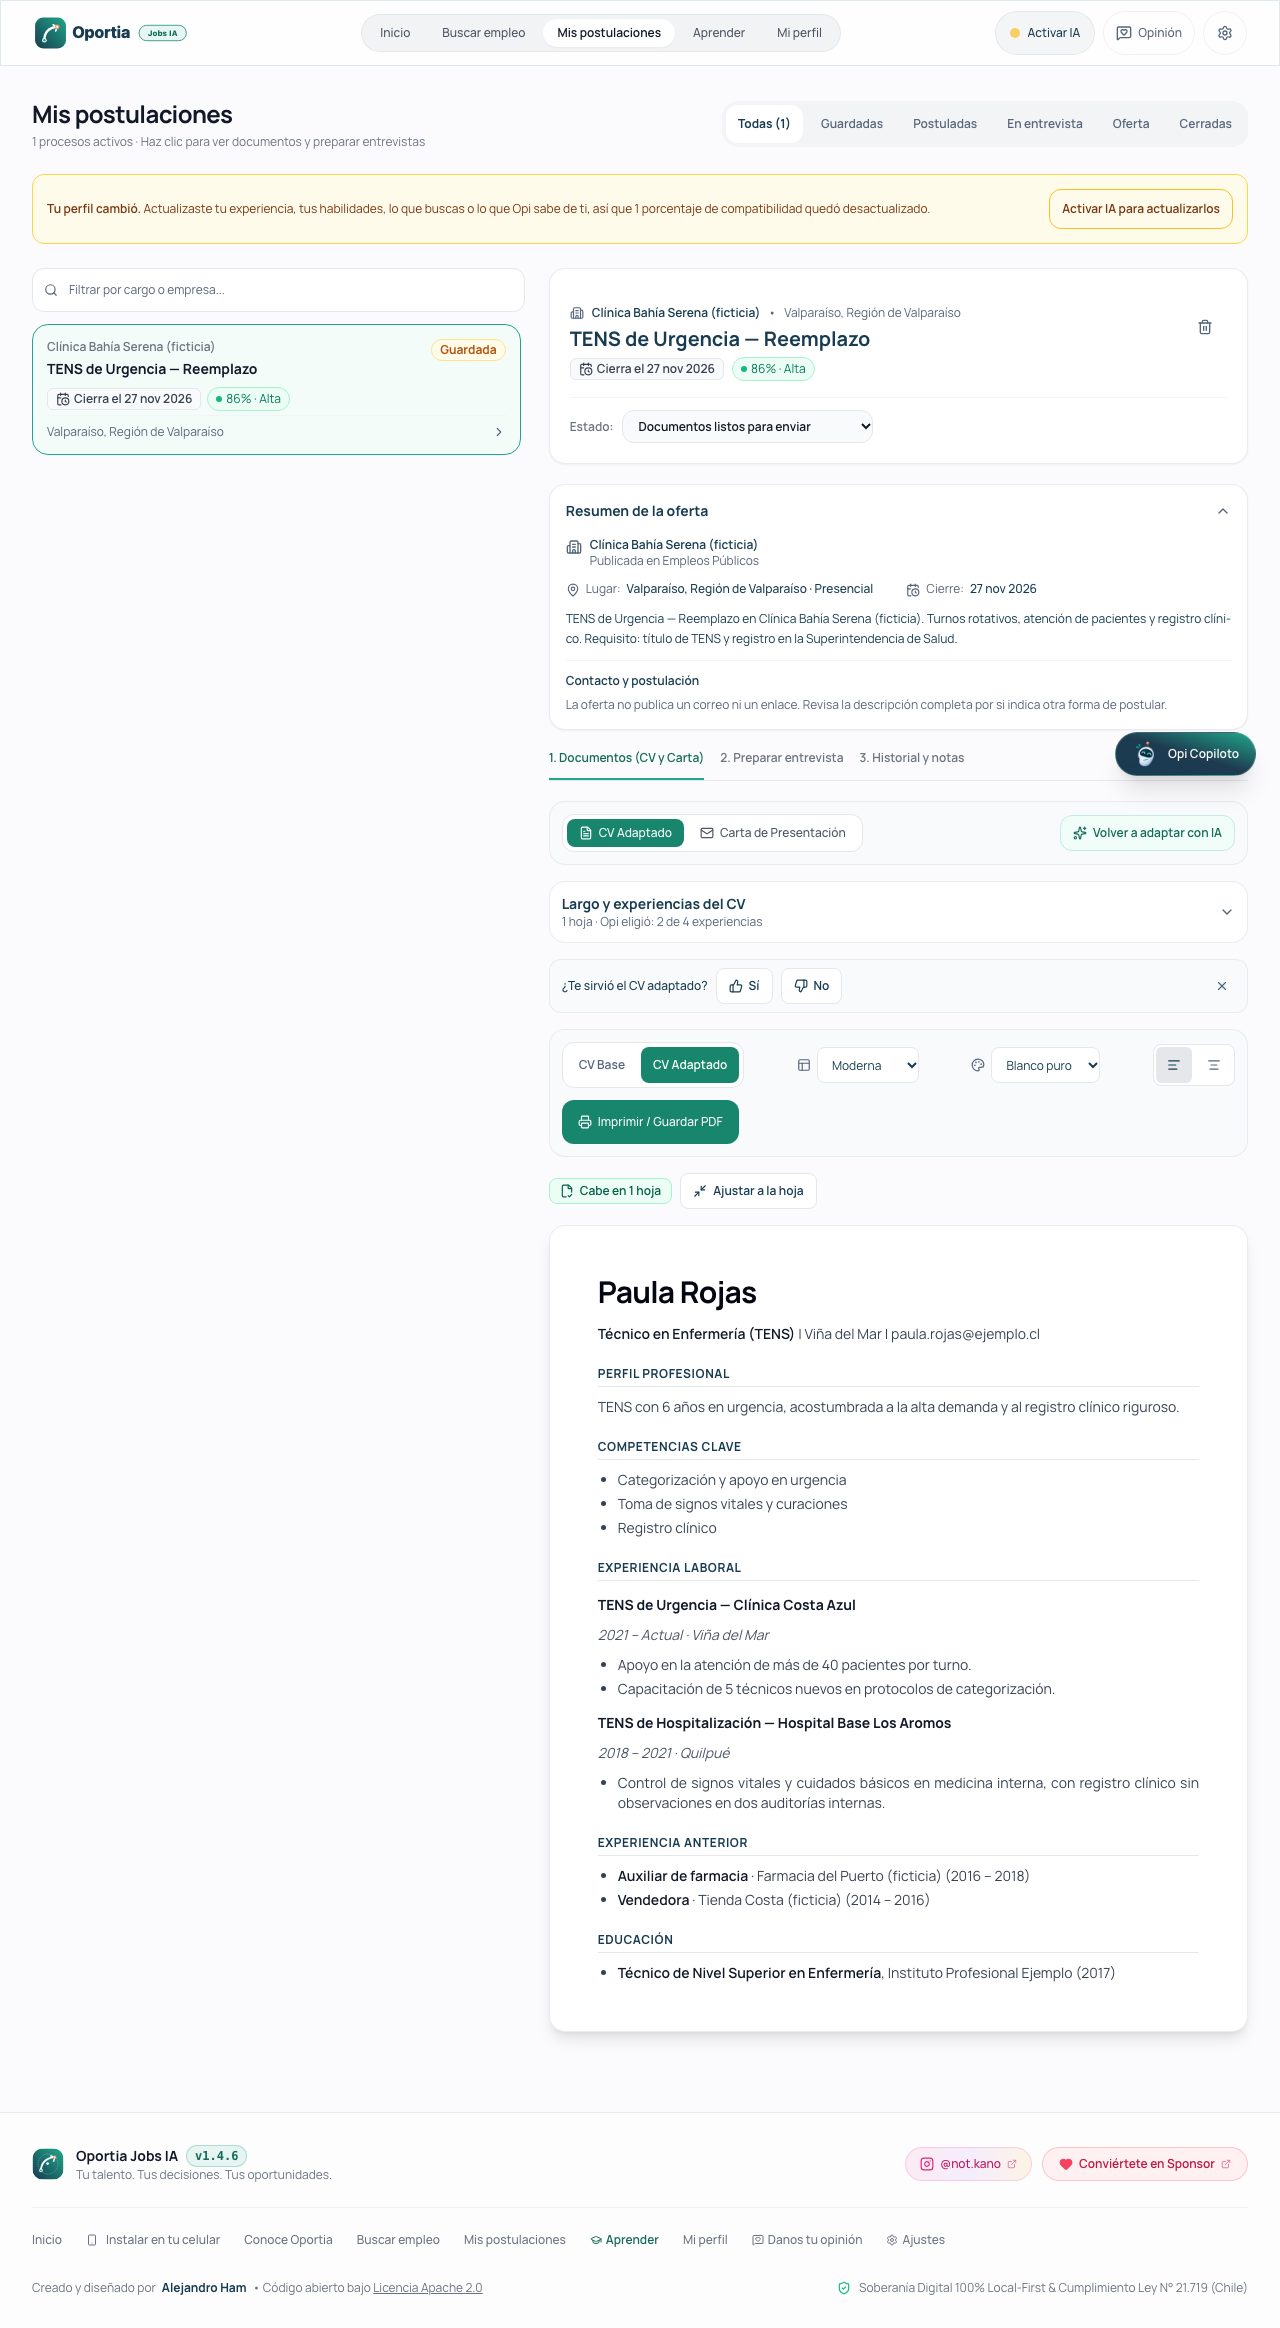 Oportia Jobs IA
Inicio
Buscar empleo
Mis postulaciones
Aprender
Mi perfil
Activar IA
Opinión
Mis postulaciones
1 procesos activos · Haz clic para ver documentos y preparar entrevistas
Todas (1)
Guardadas
Postuladas
En entrevista
Oferta
Cerradas
Tu perfil cambió. Actualizaste tu experiencia, tus habilidades, lo que buscas o lo que Opi sabe de ti, así que 1 porcentaje de compatibilidad quedó desactualizado.
Activar IA para actualizarlos
Filtrar por cargo o empresa...
Clínica Bahía Serena (ficticia)
Guardada
TENS de Urgencia — Reemplazo
Cierra el 27 nov 2026
86% · Alta
Valparaíso, Región de Valparaíso
Clínica Bahía Serena (ficticia) • Valparaíso, Región de Valparaíso
TENS de Urgencia — Reemplazo
Cierra el 27 nov 2026
86% · Alta
Estado: Documentos listos para enviar
Resumen de la oferta
Clínica Bahía Serena (ficticia)
Publicada en Empleos Públicos
Lugar: Valparaíso, Región de Valparaíso · Presencial
Cierre: 27 nov 2026
TENS de Urgencia — Reemplazo en Clínica Bahía Serena (ficticia). Turnos rotativos, atención de pacientes y registro clíni-
co. Requisito: título de TENS y registro en la Superintendencia de Salud.
Contacto y postulación
La oferta no publica un correo ni un enlace. Revisa la descripción completa por si indica otra forma de postular.
Opi Copiloto
1. Documentos (CV y Carta)
2. Preparar entrevista
3. Historial y notas
CV Adaptado
Carta de Presentación
Volver a adaptar con IA
Largo y experiencias del CV
1 hoja · Opi eligió: 2 de 4 experiencias
¿Te sirvió el CV adaptado?
Sí
No
CV Base
CV Adaptado
Moderna
Blanco puro
Imprimir / Guardar PDF
Cabe en 1 hoja
Ajustar a la hoja
Paula Rojas
Técnico en Enfermería (TENS) | Viña del Mar | paula.rojas@ejemplo.cl
PERFIL PROFESIONAL
TENS con 6 años en urgencia, acostumbrada a la alta demanda y al registro clínico riguroso.
COMPETENCIAS CLAVE
• Categorización y apoyo en urgencia
• Toma de signos vitales y curaciones
• Registro clínico
EXPERIENCIA LABORAL
TENS de Urgencia — Clínica Costa Azul
2021 – Actual · Viña del Mar
• Apoyo en la atención de más de 40 pacientes por turno.
• Capacitación de 5 técnicos nuevos en protocolos de categorización.
TENS de Hospitalización — Hospital Base Los Aromos
2018 – 2021 · Quilpué
• Control de signos vitales y cuidados básicos en medicina interna, con registro clínico sin
observaciones en dos auditorías internas.
EXPERIENCIA ANTERIOR
• Auxiliar de farmacia · Farmacia del Puerto (ficticia) (2016 – 2018)
• Vendedora · Tienda Costa (ficticia) (2014 – 2016)
EDUCACIÓN
• Técnico de Nivel Superior en Enfermería, Instituto Profesional Ejemplo (2017)
Oportia Jobs IA v1.4.6
Tu talento. Tus decisiones. Tus oportunidades.
@not.kano
Conviértete en Sponsor
Inicio
Instalar en tu celular
Conoce Oportia
Buscar empleo
Mis postulaciones
Aprender
Mi perfil
Danos tu opinión
Ajustes
Creado y diseñado por Alejandro Ham • Código abierto bajo Licencia Apache 2.0
Soberanía Digital 100% Local-First & Cumplimiento Ley N° 21.719 (Chile)